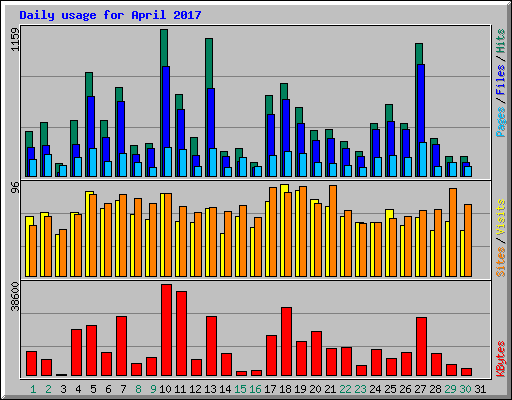 Daily usage for April 2017
1159
Pages / Files / Hits
96
Sites / Visits
38600
KBytes
1 2 3 4 5 6 7 8 9 10 11 12 13 14 15 16 17 18 19 20 21 22 23 24 25 26 27 28 29 30 31